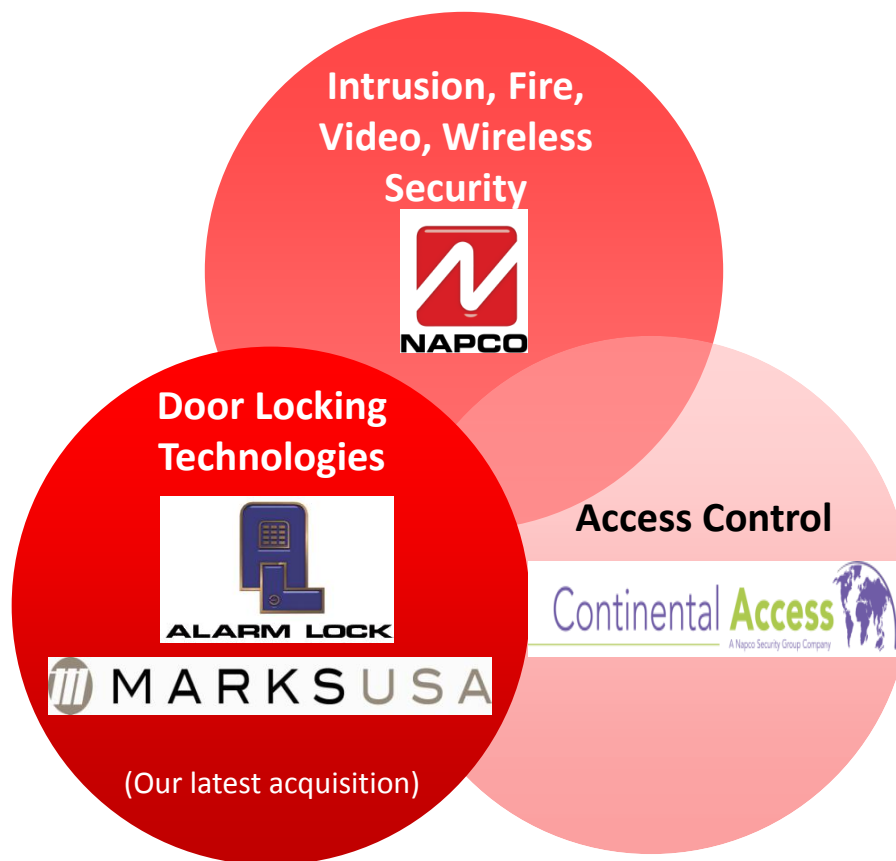 Intrusion, Fire,
Video, Wireless
Security
NAPCO
Door Locking
Technologies
ALARM LOCK
MARKSUSA
(Our latest acquisition)
Access Control
Continental Access
A Napco Security Group Company